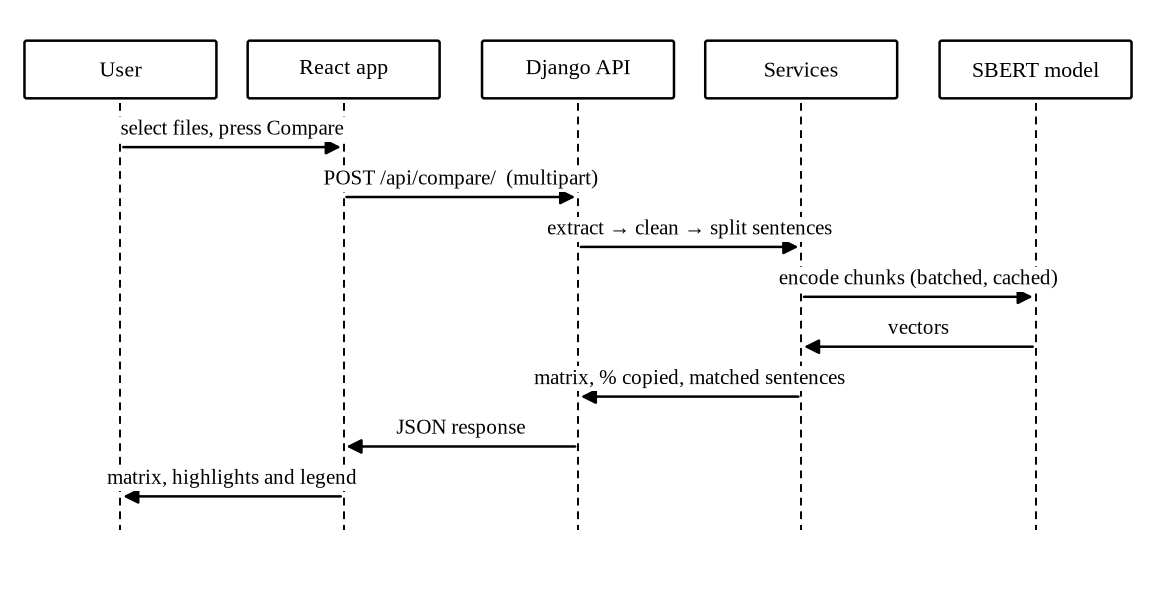 User
React app
Django API
Services
SBERT model
select files, press Compare
POST /api/compare/  (multipart)
extract → clean → split sentences
encode chunks (batched, cached)
vectors
matrix, % copied, matched sentences
JSON response
matrix, highlights and legend